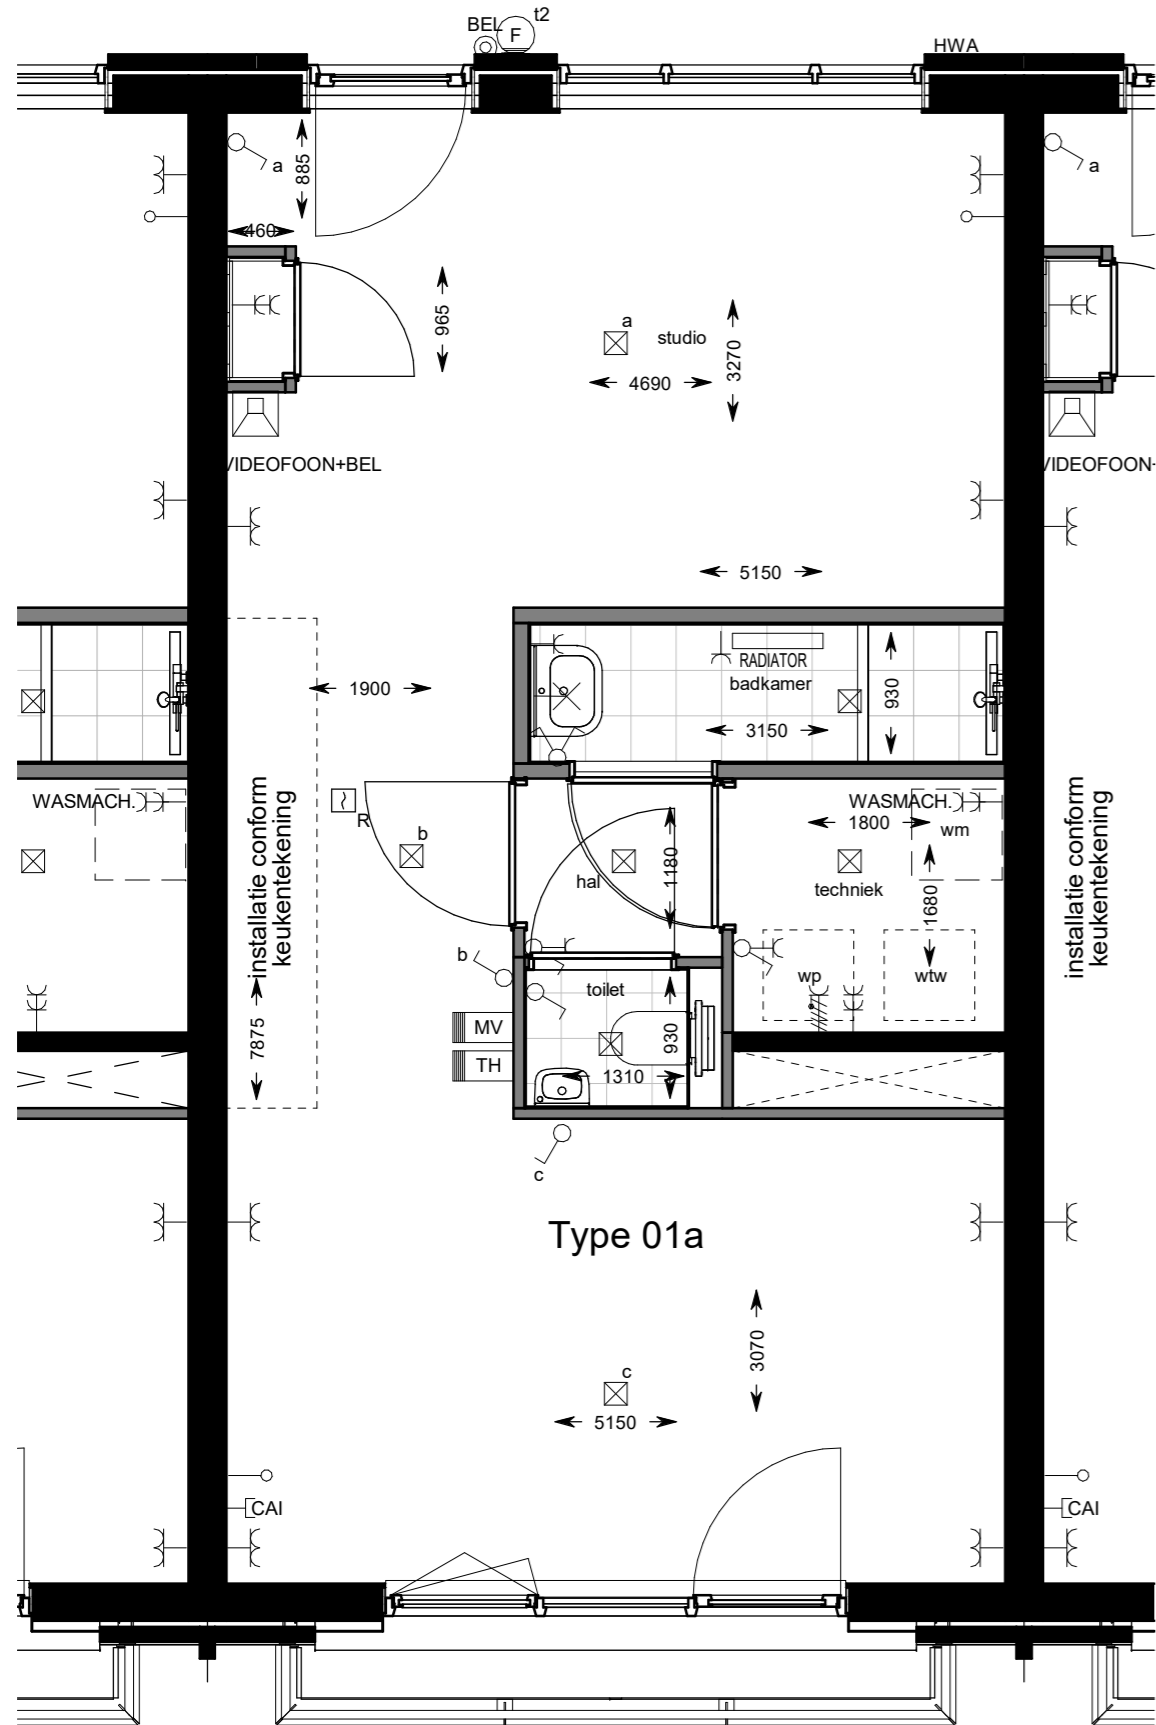 t2
BEL
F
HWA
a
a
885
460
965
a
studio
3270
4690
VIDEOFOON+BEL
VIDEOFOON-
5150
RADIATOR
badkamer
930
1900
3150
WASMACH.
WASMACH.
1800
wm
R
b
hal
1180
techniek
1680
installatie conform
keukentekening
installatie conform
keukentekening
b
toilet
wp
wtw
MV
930
7875
TH
1310
c
Type 01a
3070
c
5150
CAI
CAI